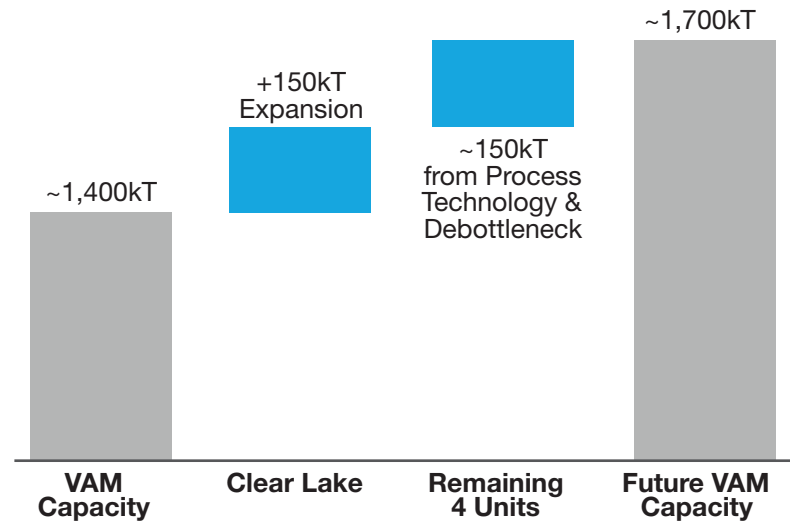 ~1,400kT
+150kT
Expansion
~150kT
from Process
Technology &
Debottleneck
~1,700kT
VAM
Capacity
Clear Lake
Remaining
4 Units
Future VAM
Capacity